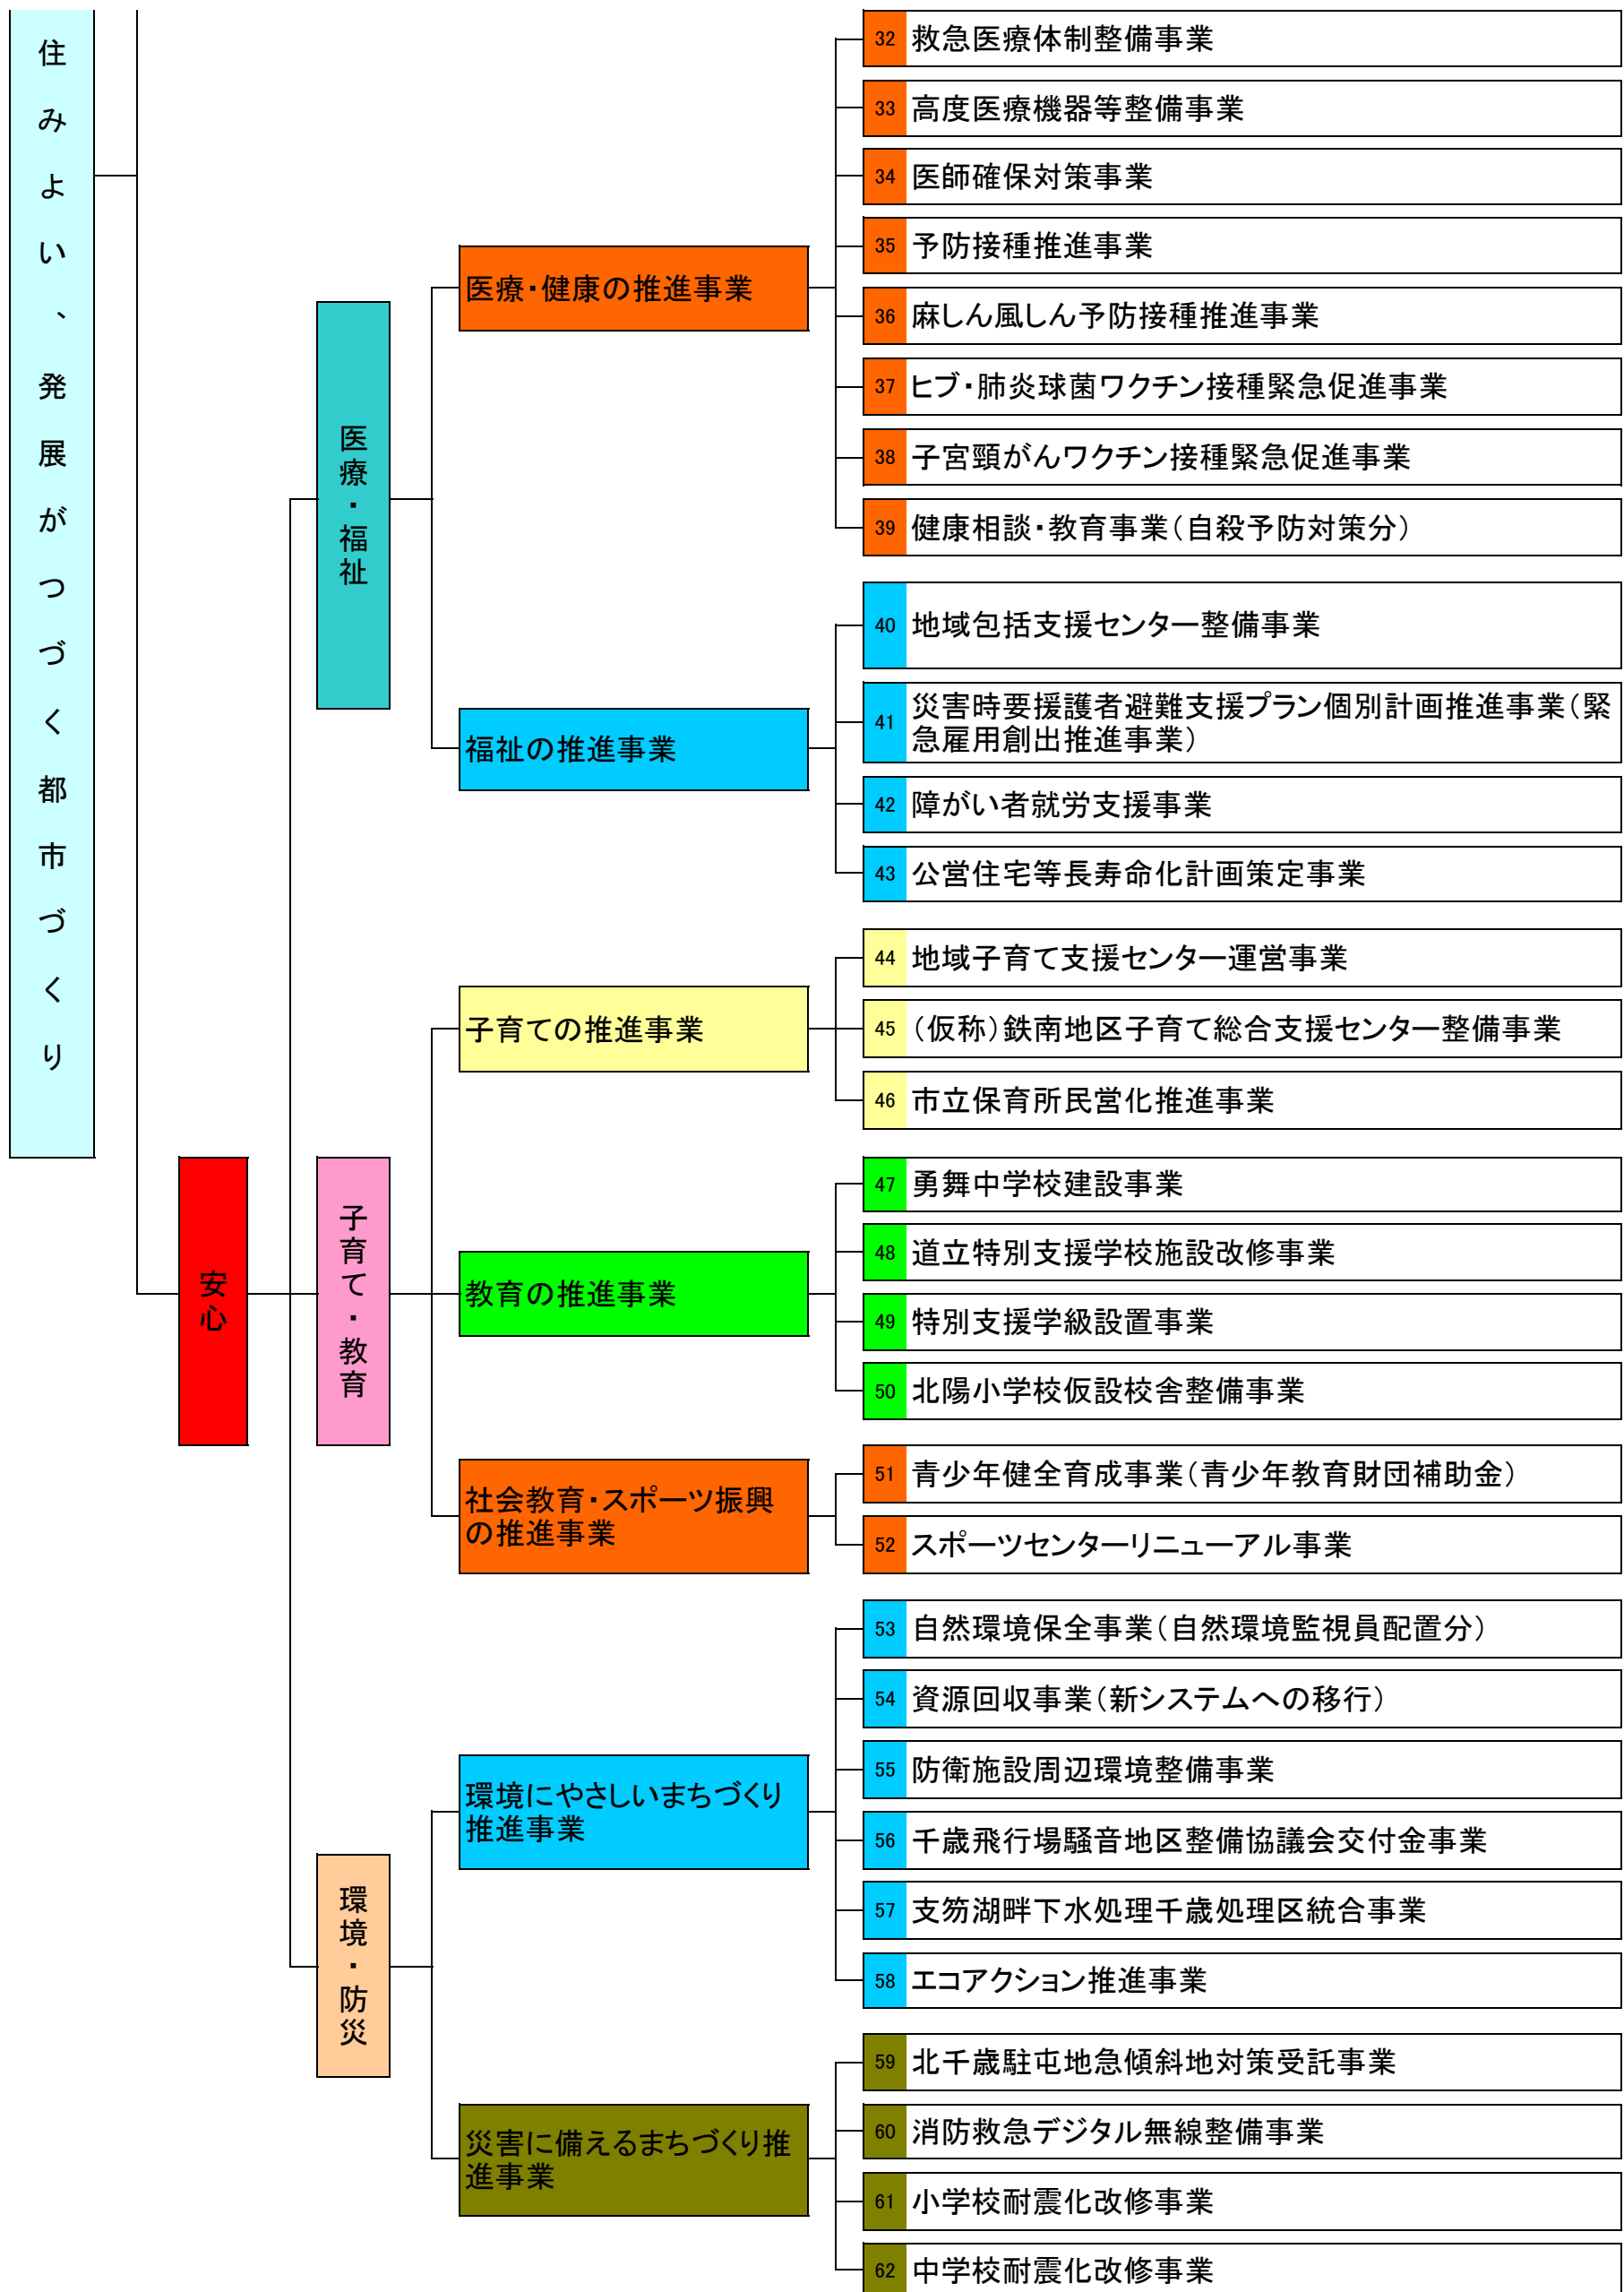 住みよい、発展がつづく都市づくり
安心
医療・福祉
医療・健康の推進事業
32 救急医療体制整備事業
33 高度医療機器等整備事業
34 医師確保対策事業
35 予防接種推進事業
36 麻しん風しん予防接種推進事業
37 ヒブ・肺炎球菌ワクチン接種緊急促進事業
38 子宮頸がんワクチン接種緊急促進事業
39 健康相談・教育事業（自殺予防対策分）
福祉の推進事業
40 地域包括支援センター整備事業
41 災害時要援護者避難支援プラン個別計画推進事業（緊
急雇用創出推進事業）
42 障がい者就労支援事業
43 公営住宅等長寿命化計画策定事業
子育て・教育
子育ての推進事業
44 地域子育て支援センター運営事業
45 （仮称）鉄南地区子育て総合支援センター整備事業
46 市立保育所民営化推進事業
教育の推進事業
47 勇舞中学校建設事業
48 道立特別支援学校施設改修事業
49 特別支援学級設置事業
50 北陽小学校仮設校舎整備事業
社会教育・スポーツ振興
の推進事業
51 青少年健全育成事業（青少年教育財団補助金）
52 スポーツセンターリニューアル事業
環境・防災
環境にやさしいまちづくり
推進事業
53 自然環境保全事業（自然環境監視員配置分）
54 資源回収事業（新システムへの移行）
55 防衛施設周辺環境整備事業
56 千歳飛行場騒音地区整備協議会交付金事業
57 支笏湖畔下水処理千歳処理区統合事業
58 エコアクション推進事業
災害に備えるまちづくり推
進事業
59 北千歳駐屯地急傾斜地対策受託事業
60 消防救急デジタル無線整備事業
61 小学校耐震化改修事業
62 中学校耐震化改修事業